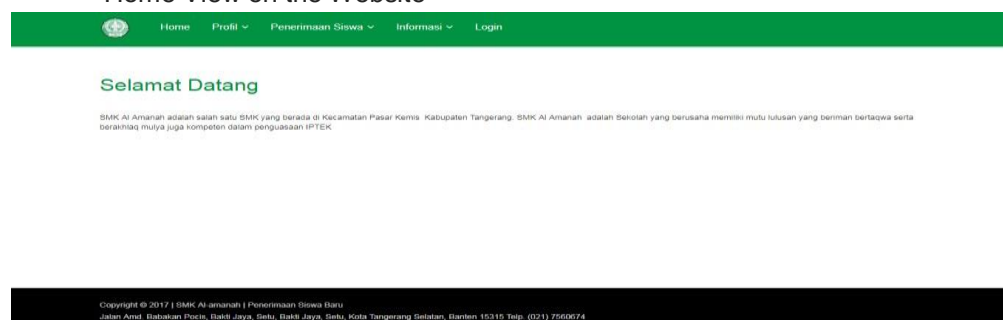 Home View on the Website
Home Profil Penerimaan Siswa Informasi Login
Selamat Datang
SMK Al Amanah adalah salah satu SMK yang berada di Kecamatan Pasar Kemis Kabupaten Tangerang. SMK Al Amanah adalah Sekolah yang berusaha memiliki mutu lulusan yang beriman bertaqwa serta
berakhlaq mulya juga kompeten dalam penguasaan IPTEK
Copyright © 2017 | SMK Al-amanah | Penerimaan Siswa Baru
Jalan Amd. Babakan Pocis, Bakti Jaya, Setu, Bakti Jaya, Setu, Kota Tangerang Selatan, Banten 15315 Telp. (021) 7560674